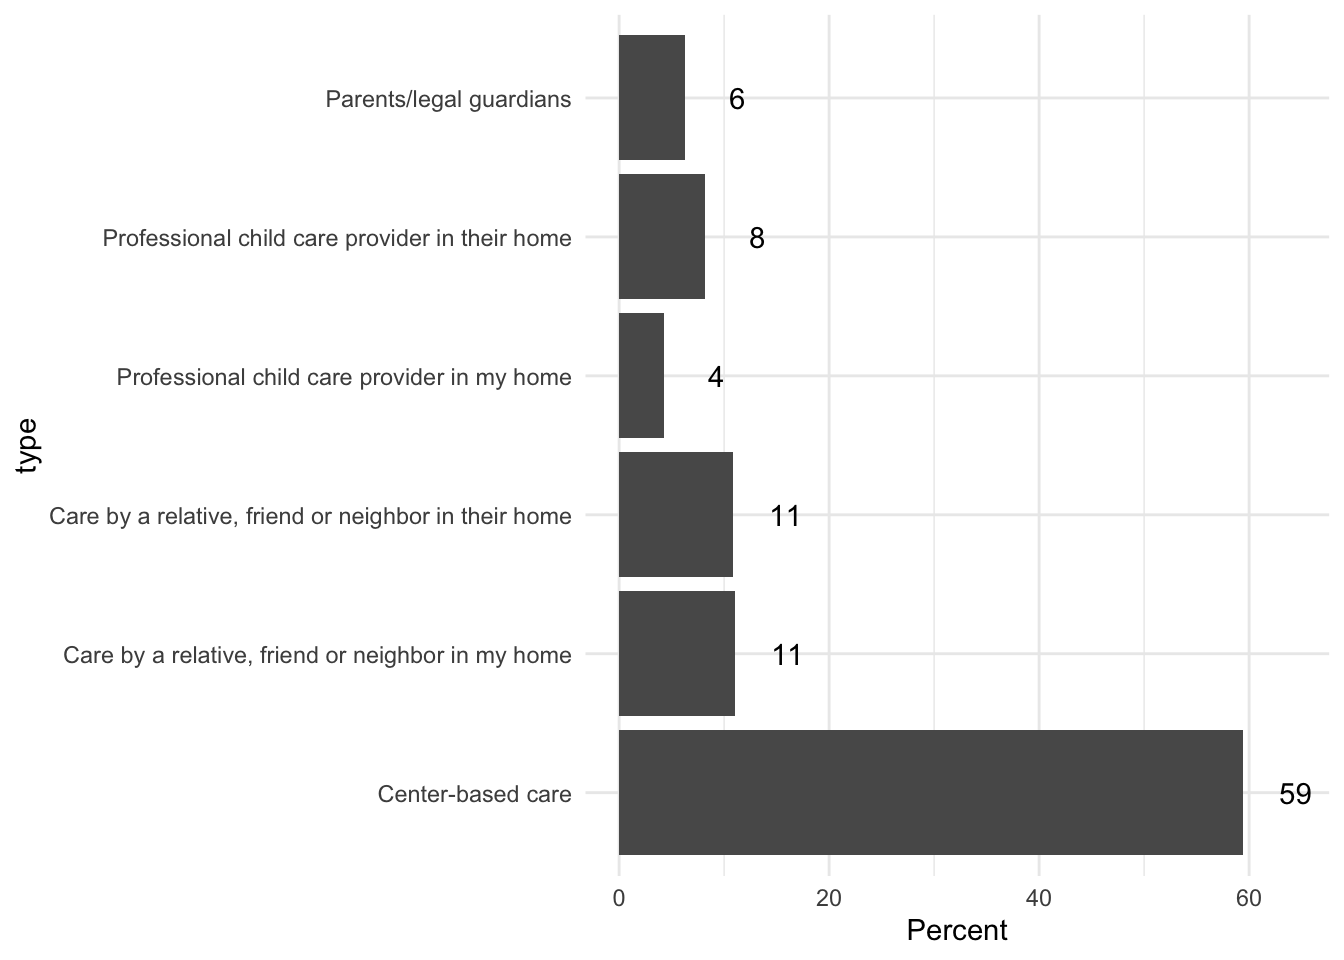 Parents/legal guardians
6
Professional child care provider in their home
8
Professional child care provider in my home
4
type
Care by a relative, friend or neighbor in their home
11
Care by a relative, friend or neighbor in my home
11
Center-based care
59
0 20 40 60
Percent